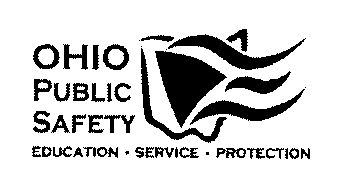 OHIO
PUBLIC
SAFETY
EDUCATION · SERVICE · PROTECTION